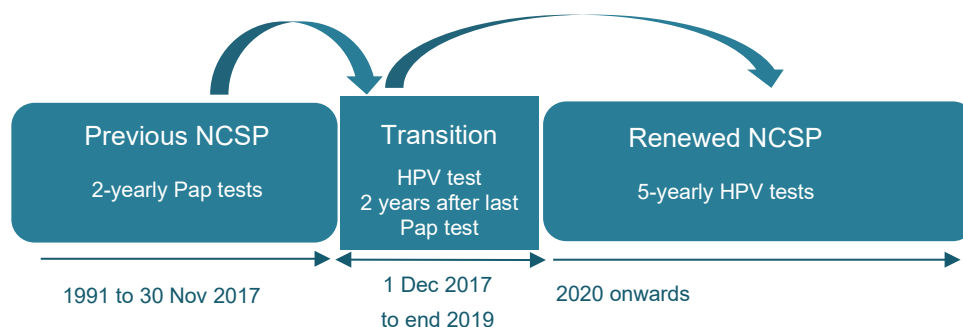 Previous NCSP
2-yearly Pap tests
Transition
HPV test
2 years after last
Pap test
Renewed NCSP
5-yearly HPV tests
1991 to 30 Nov 2017
1 Dec 2017
to end 2019
2020 onwards